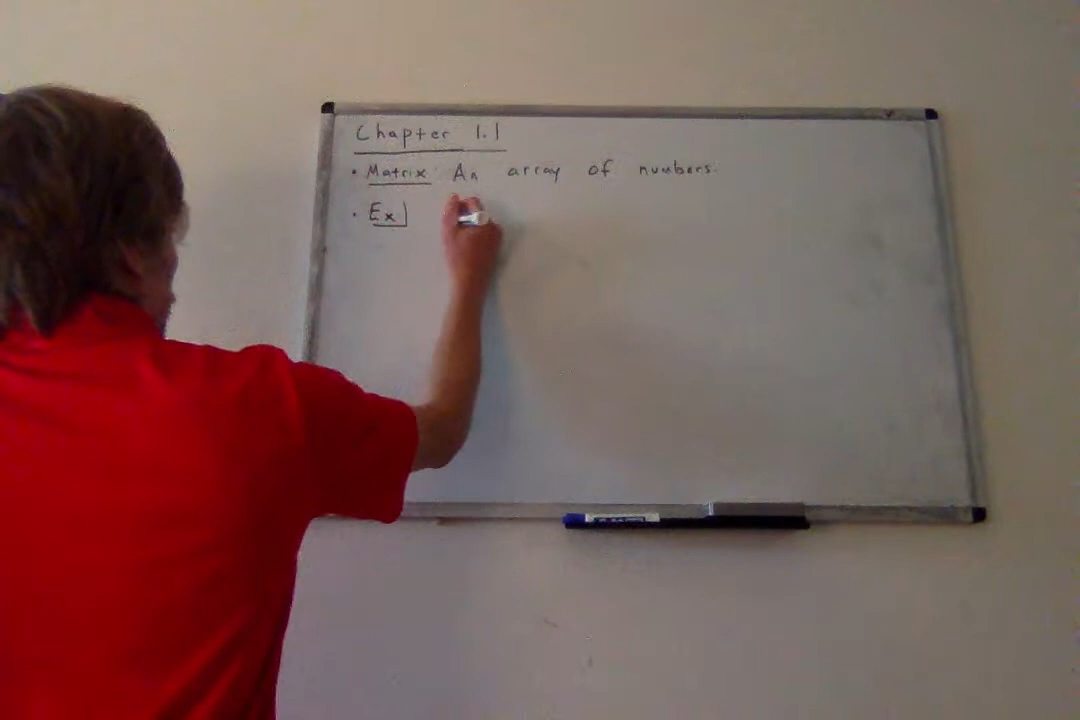 Chapter 1.1
• Matrix: An array of numbers.
• Ex]